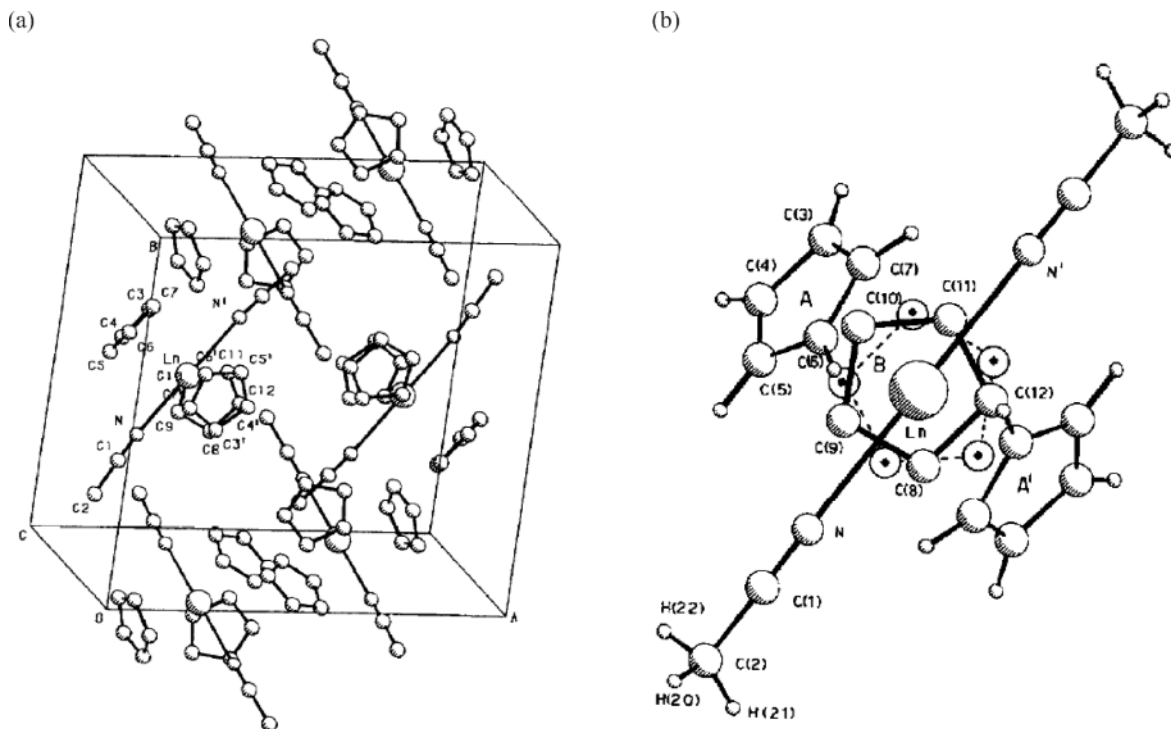 (a)
(b)
B
C3
C7
C4
C5
C6
N'
Ln
C11
C5'
C10
C12
C9
C4'
C8
C3'
N
C1
C2
C
O
A
C(3)
C(7)
C(4)
A
C(10)
C(11)
N'
C(6)
B
C(5)
C(12)
C(9)
Ln
C(8)
A'
N
C(1)
H(22)
C(2)
H(20)
H(21)